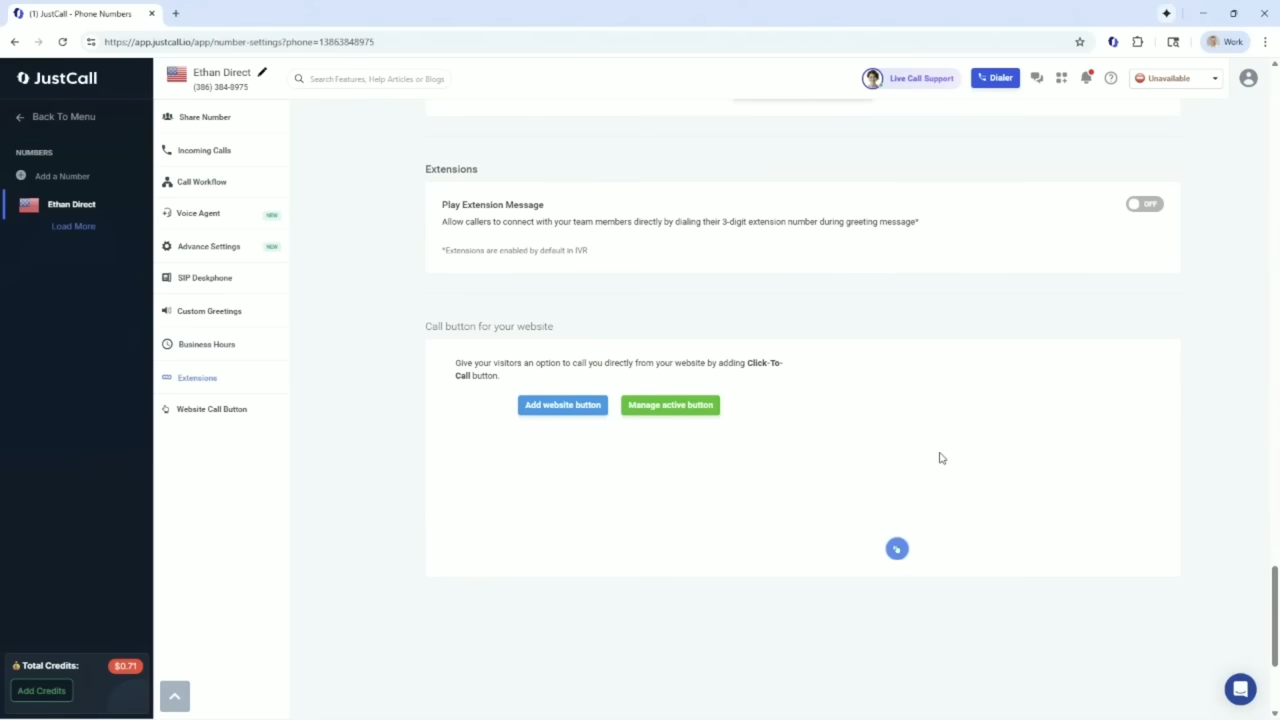 (1) JustCall - Phone Numbers
https://app.justcall.io/app/number-settings?phone=13863848975
Work
JustCall
Ethan Direct
(386) 384-8975
Search Features, Help Articles or Blogs
Live Call Support
Dialer
Unavailable
Back To Menu
NUMBERS
Add a Number
Ethan Direct
Load More
Share Number
Incoming Calls
Call Workflow
Voice Agent
NEW
Advance Settings
NEW
SIP Deskphone
Custom Greetings
Business Hours
Extensions
Website Call Button
Extensions
Play Extension Message
OFF
Allow callers to connect with your team members directly by dialing their 3-digit extension number during greeting message*
*Extensions are enabled by default in IVR
Call button for your website
Give your visitors an option to call you directly from your website by adding Click-To-
Call button.
Add website button
Manage active button
Total Credits:
$0.71
Add Credits